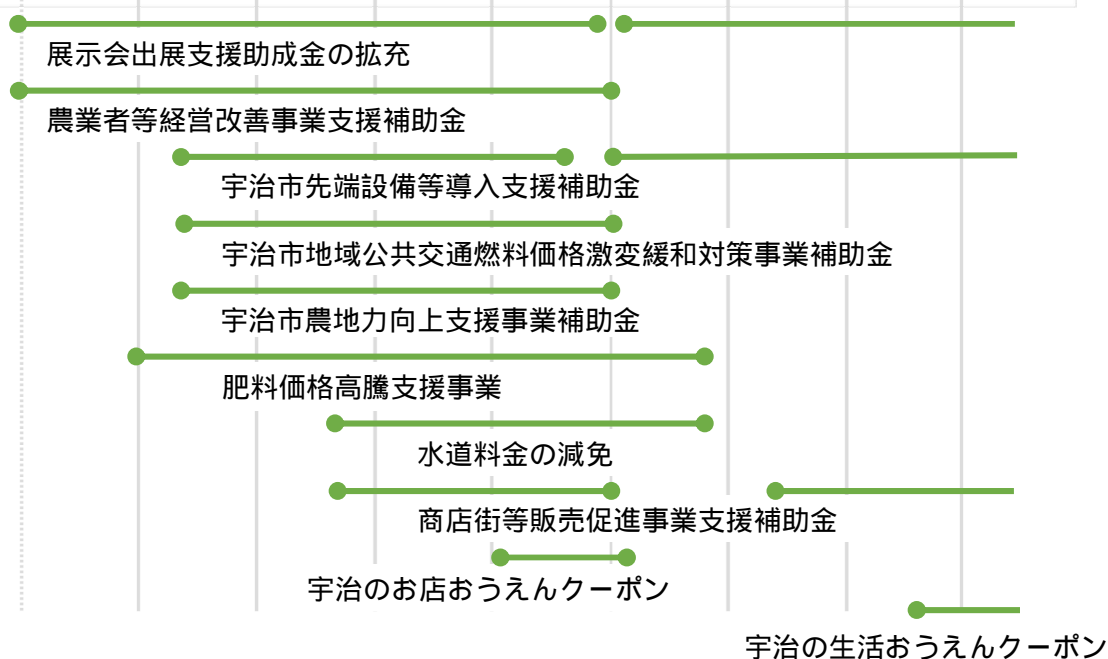 展示会出展支援助成金の拡充
農業者等経営改善事業支援補助金
宇治市先端設備等導入支援補助金
宇治市地域公共交通燃料価格激変緩和対策事業補助金
宇治市農地力向上支援事業補助金
肥料価格高騰支援事業
水道料金の減免
商店街等販売促進事業支援補助金
宇治のお店おうえんクーポン
宇治の生活おうえんクーポン